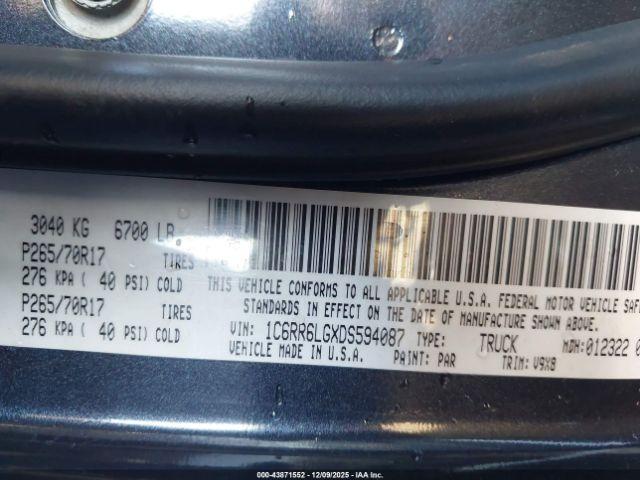 3040 KG 6700 LB
P265/70R17 TIRES
276 KPA ( 40 PSI) COLD
P265/70R17 TIRES
276 KPA ( 40 PSI) COLD
THIS VEHICLE CONFORMS TO ALL APPLICABLE U.S.A. FEDERAL MOTOR VEHICLE SAF
STANDARDS IN EFFECT ON THE DATE OF MANUFACTURE SHOWN ABOVE.
VIN: 1C6RR6LGXDS594087 TYPE: TRUCK MDH: 012322 0
VEHICLE MADE IN U.S.A. PAINT: PAR TRIM: V9X8
00-43871552 - 12/09/2025 - IAA Inc.